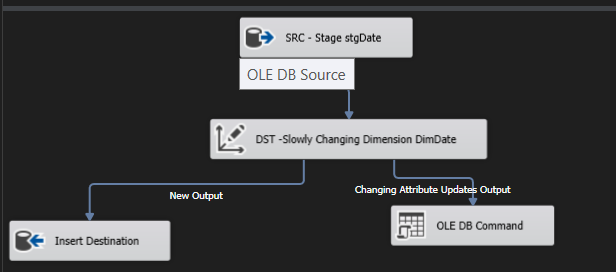 SRC - Stage stgDate
OLE DB Source
DST -Slowly Changing Dimension DimDate
New Output
Changing Attribute Updates Output
Insert Destination
OLE DB Command